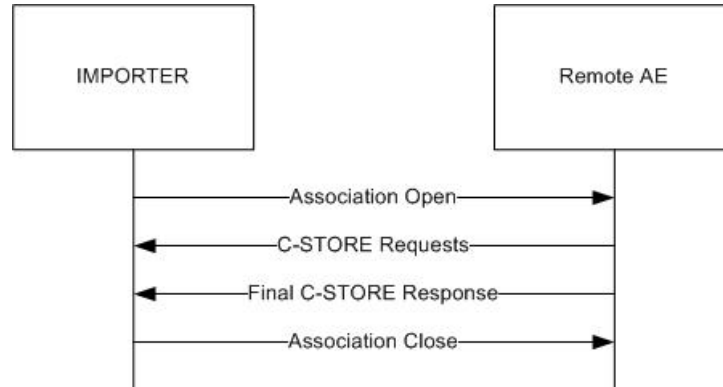 IMPORTER
Remote AE
Association Open
C-STORE Requests
Final C-STORE Response
Association Close